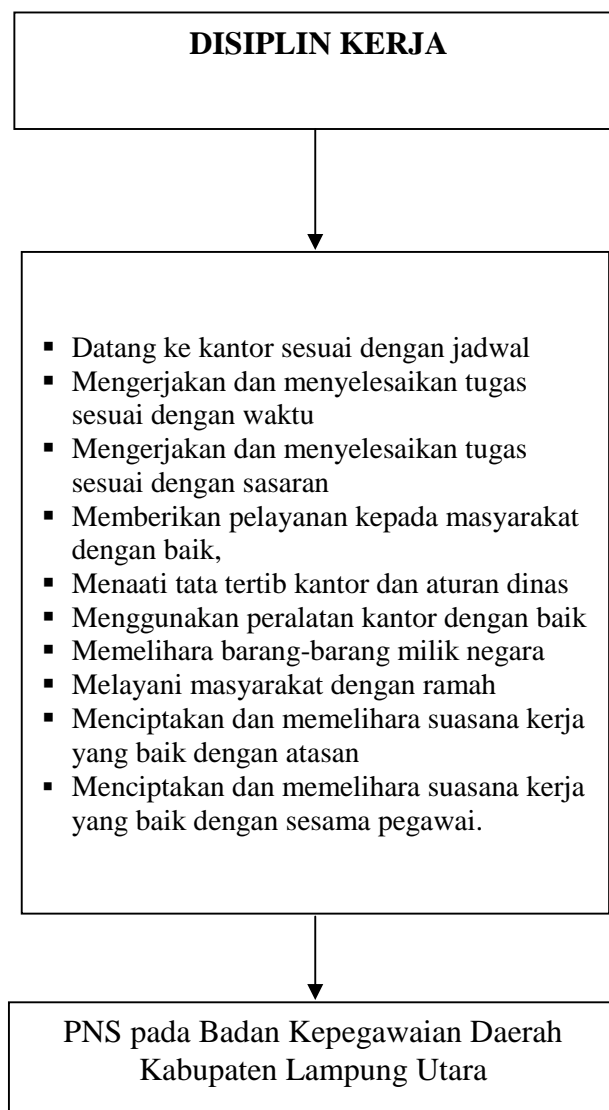 DISIPLIN KERJA
▪ Datang ke kantor sesuai dengan jadwal
▪ Mengerjakan dan menyelesaikan tugas
sesuai dengan waktu
▪ Mengerjakan dan menyelesaikan tugas
sesuai dengan sasaran
▪ Memberikan pelayanan kepada masyarakat
dengan baik,
▪ Menaati tata tertib kantor dan aturan dinas
▪ Menggunakan peralatan kantor dengan baik
▪ Memelihara barang-barang milik negara
▪ Melayani masyarakat dengan ramah
▪ Menciptakan dan memelihara suasana kerja
yang baik dengan atasan
▪ Menciptakan dan memelihara suasana kerja
yang baik dengan sesama pegawai.
PNS pada Badan Kepegawaian Daerah
Kabupaten Lampung Utara